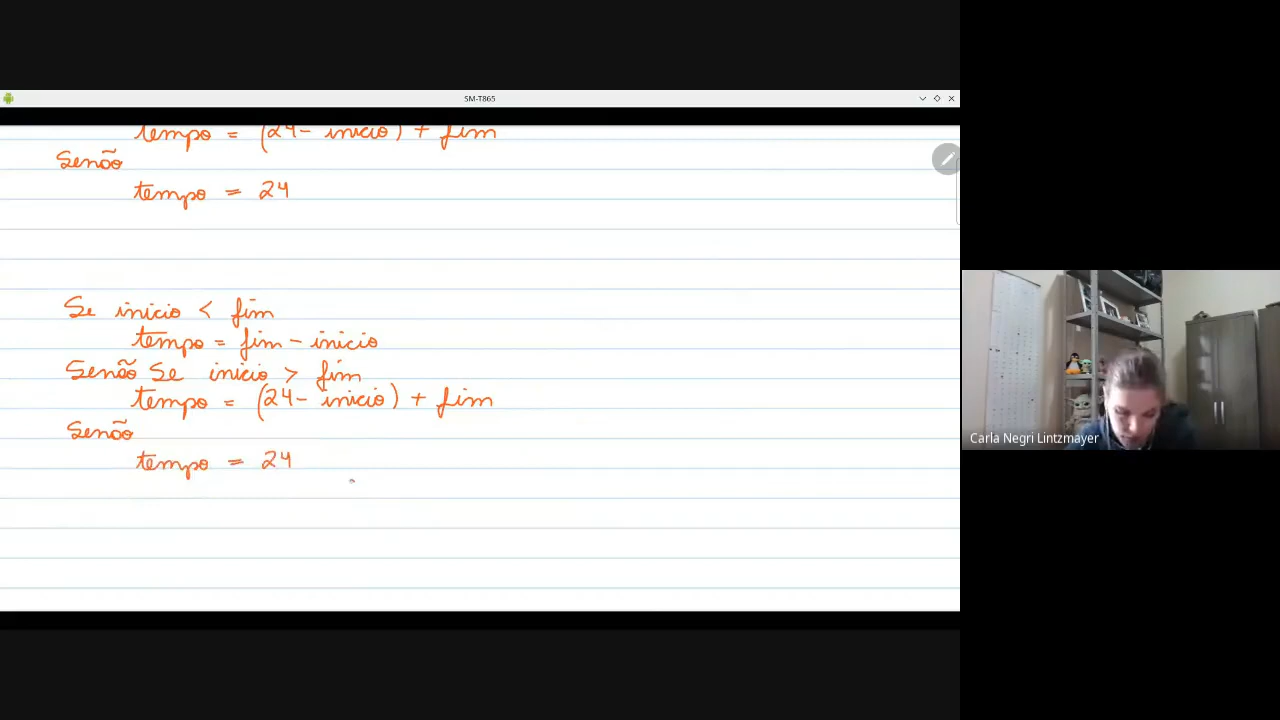 SM-T865
tempo = (24 - inicio) + fim
Senão
tempo = 24
Se inicio < fim
tempo = fim - inicio
Senão Se inicio > fim
tempo = (24 - inicio) + fim
Senão
tempo = 24
Carla Negri Lintzmayer